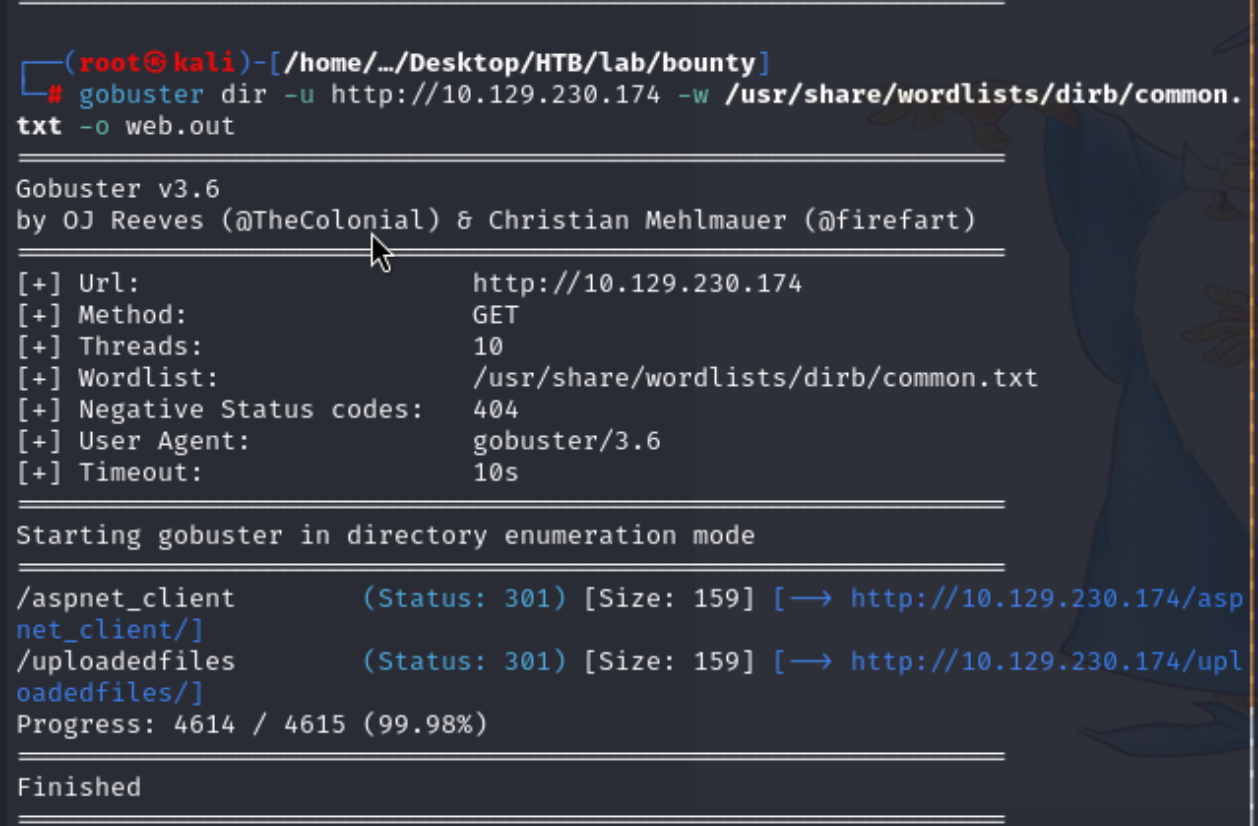 ┌──(root㉿kali)-[/home/…/Desktop/HTB/lab/bounty]
└─# gobuster dir -u http://10.129.230.174 -w /usr/share/wordlists/dirb/common.
txt -o web.out
Gobuster v3.6
by OJ Reeves (@TheColonial) & Christian Mehlmauer (@firefart)
[+] Url:                     http://10.129.230.174
[+] Method:                  GET
[+] Threads:                 10
[+] Wordlist:                /usr/share/wordlists/dirb/common.txt
[+] Negative Status codes:   404
[+] User Agent:              gobuster/3.6
[+] Timeout:                 10s
Starting gobuster in directory enumeration mode
/aspnet_client        (Status: 301) [Size: 159] [--> http://10.129.230.174/asp
net_client/]
/uploadedfiles        (Status: 301) [Size: 159] [--> http://10.129.230.174/upl
oadedfiles/]
Progress: 4614 / 4615 (99.98%)
Finished